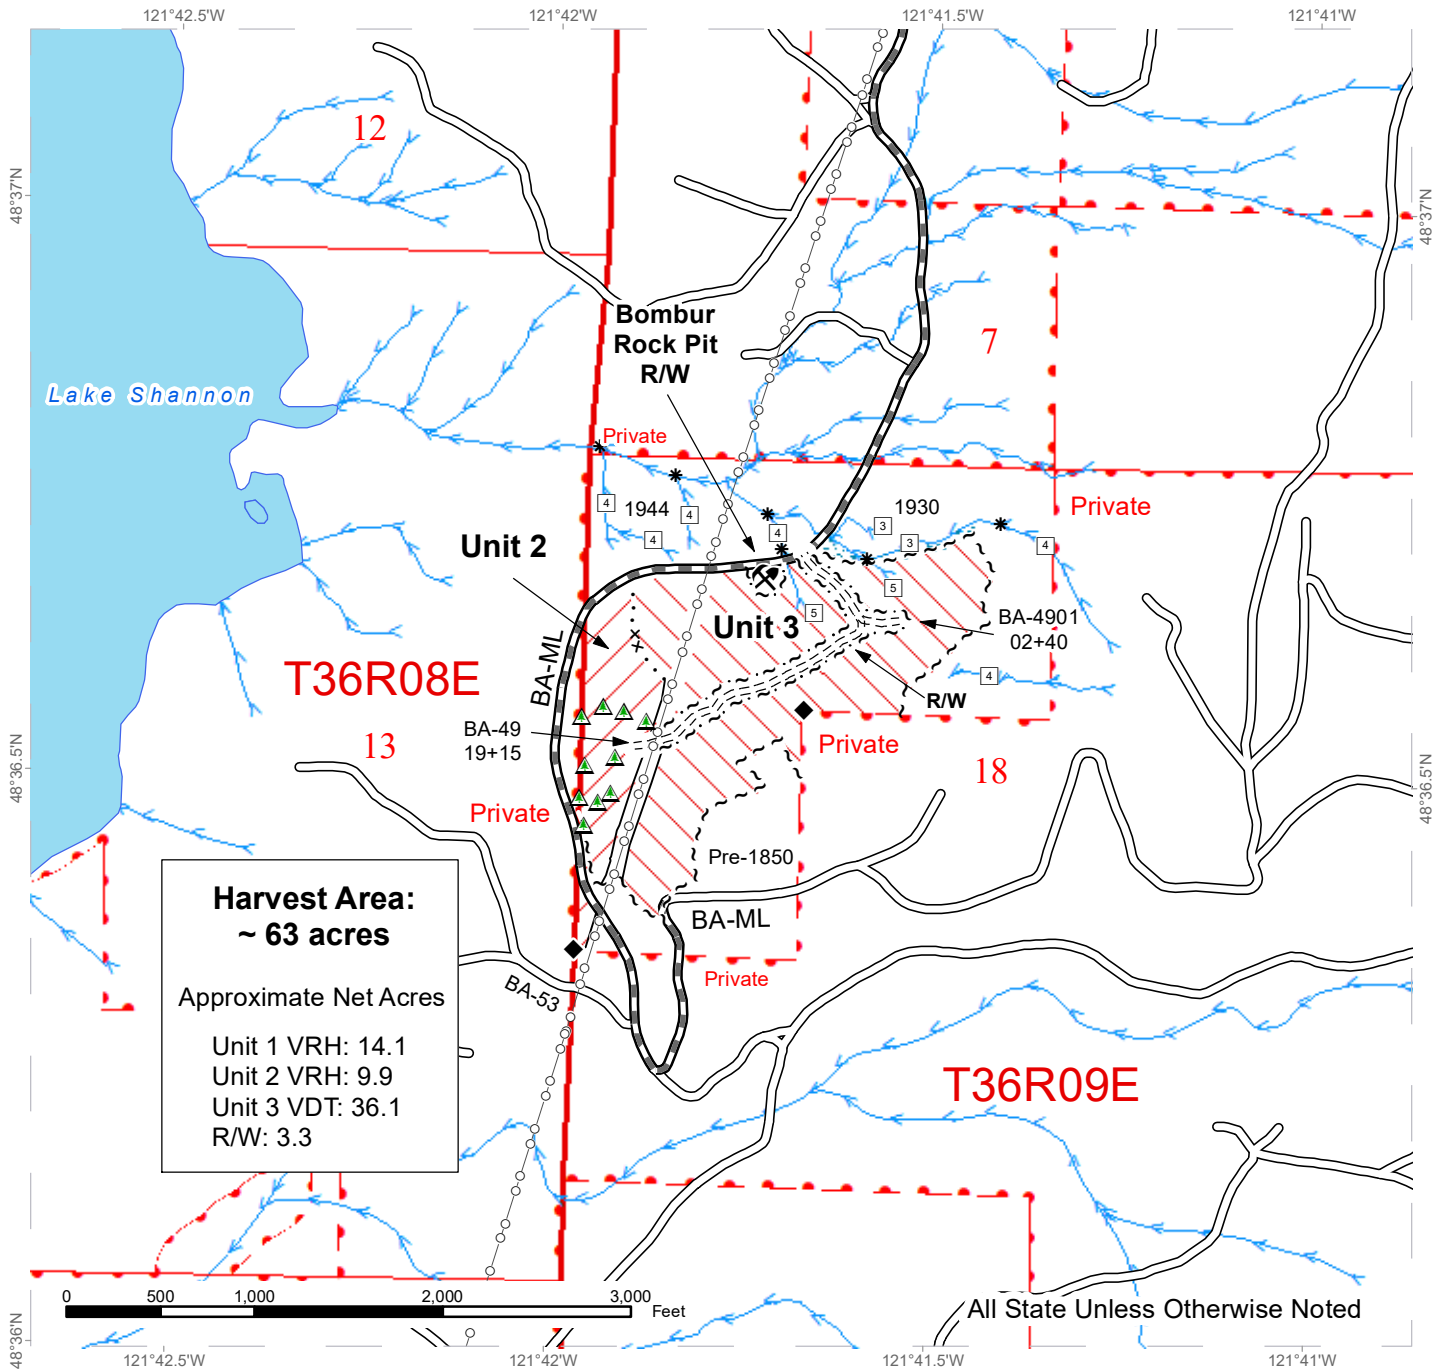 121°42.5'W
121°42'W
121°41.5'W
121°41'W
12
48°37'N
48°37'N
Bombur
Rock Pit
R/W
7
Lake Shannon
Private
4
1944
4
4
4
1930
3
3
4
Private
Unit 2
5
5
Unit 3
BA-4901
02+40
BA-ML
T36R08E
4
R/W
BA-49
19+15
13
Private
18
48°36.5'N
48°36.5'N
Private
Pre-1850
BA-ML
Harvest Area:
~ 63 acres
Approximate Net Acres
Unit 1 VRH: 14.1
Unit 2 VRH: 9.9
Unit 3 VDT: 36.1
R/W: 3.3
Private
BA-53
T36R09E
0 500 1,000 2,000 3,000
Feet
All State Unless Otherwise Noted
48°36'N
48°36'N
121°42.5'W
121°42'W
121°41.5'W
121°41'W